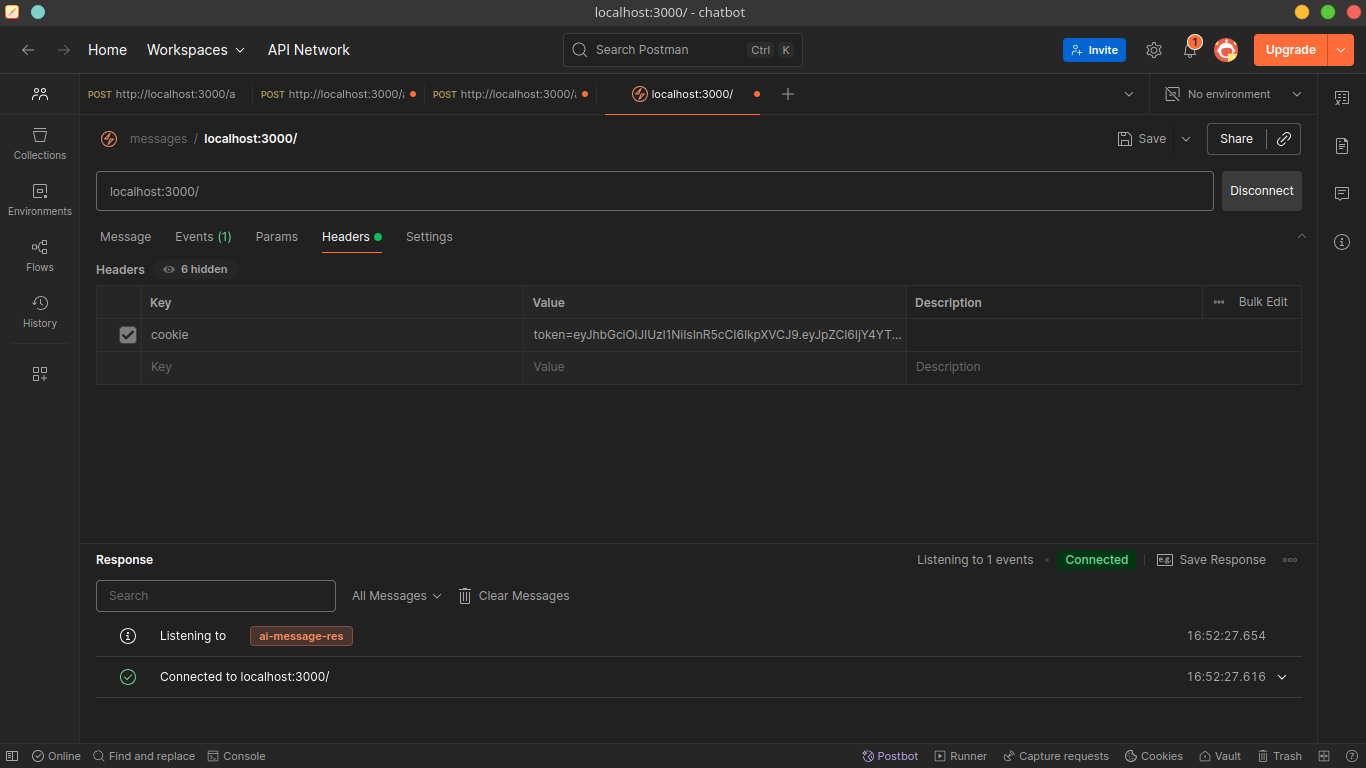 localhost:3000/ - chatbot
Home Workspaces API Network Search Postman Ctrl K Invite 1 Upgrade
POST http://localhost:3000/a POST http://localhost:3000/a POST http://localhost:3000/a localhost:3000/ No environment
messages / localhost:3000/ Save Share
Collections
Environments
Flows
History
localhost:3000/ Disconnect
Message Events (1) Params Headers Settings
Headers 6 hidden
Key Value Description Bulk Edit
cookie token=eyJhbGciOiJIUzI1NiIsInR5cCI6IkpXVCJ9.eyJpZCI6IjY4YT...
Key Value Description
Response Listening to 1 events Connected e.g. Save Response
Search All Messages Clear Messages
Listening to ai-message-res 16:52:27.654
Connected to localhost:3000/ 16:52:27.616
Online Find and replace Console Postbot Runner Capture requests Cookies Vault Trash